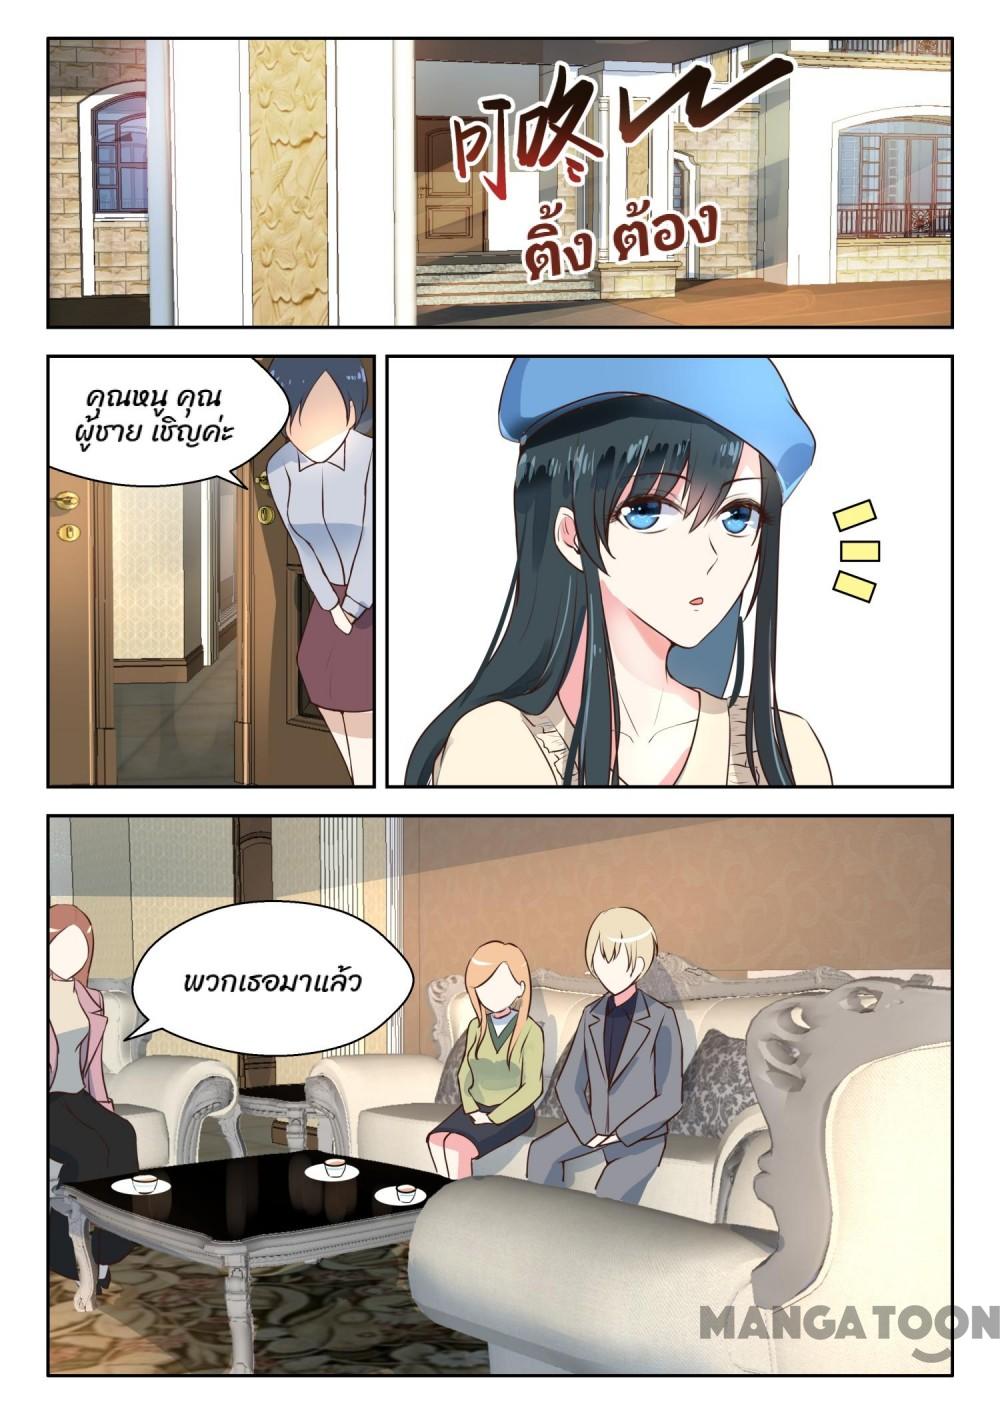 叮咚
ติ้ง ต้อง
คุณหนู คุณ
ผู้ชาย เชิญค่ะ
พวกเธอมาแล้ว
MANGATOON